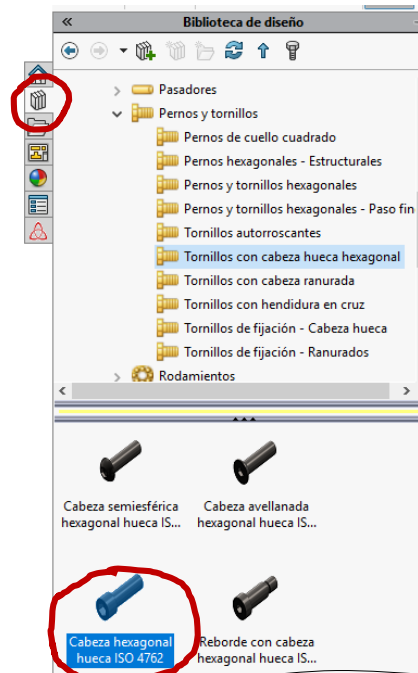 Biblioteca de diseño
Pasadores
Pernos y tornillos
Pernos de cuello cuadrado
Pernos hexagonales - Estructurales
Pernos y tornillos hexagonales
Pernos y tornillos hexagonales - Paso fin
Tornillos autorroscantes
Tornillos con cabeza hueca hexagonal
Tornillos con cabeza ranurada
Tornillos con hendidura en cruz
Tornillos de fijación - Cabeza hueca
Tornillos de fijación - Ranurados
Rodamientos
Cabeza semiesférica
hexagonal hueca IS...
Cabeza avellanada
hexagonal hueca IS...
Cabeza hexagonal
hueca ISO 4762
Reborde con cabeza
hexagonal hueca IS...